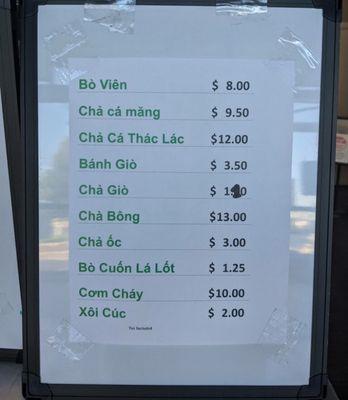 Bò Viên $ 8.00
Chả cá măng $ 9.50
Chả Cá Thác Lác $12.00
Bánh Giò $ 3.50
Chả Giò $
Chà Bông $13.00
Chả ốc $ 3.00
Bò Cuốn Lá Lốt $ 1.25
Cơm Cháy $10.00
Xôi Cúc $ 2.00
Tax Included